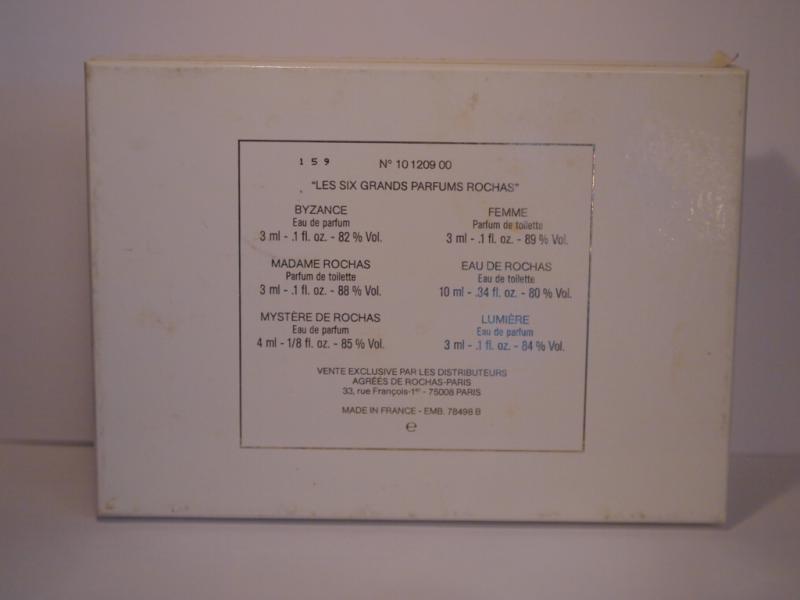 159 N° 10 1209 00
"LES SIX GRANDS PARFUMS ROCHAS"
BYZANCE
Eau de parfum
3 ml - .1 fl. oz. - 82 % Vol.
FEMME
Parfum de toilette
3 ml - .1 fl. oz. - 89 % Vol.
MADAME ROCHAS
Parfum de toilette
3 ml - .1 fl. oz. - 88 % Vol.
EAU DE ROCHAS
Eau de toilette
10 ml - .34 fl. oz. - 80 % Vol.
MYSTÈRE DE ROCHAS
Eau de parfum
4 ml - 1/8 fl. oz. - 85 % Vol.
LUMIÈRE
Eau de parfum
3 ml - .1 fl. oz. - 84 % Vol.
VENTE EXCLUSIVE PAR LES DISTRIBUTEURS
AGRÉÉS DE ROCHAS-PARIS
33, rue François-1er - 75008 PARIS
MADE IN FRANCE - EMB. 78498 B
℮